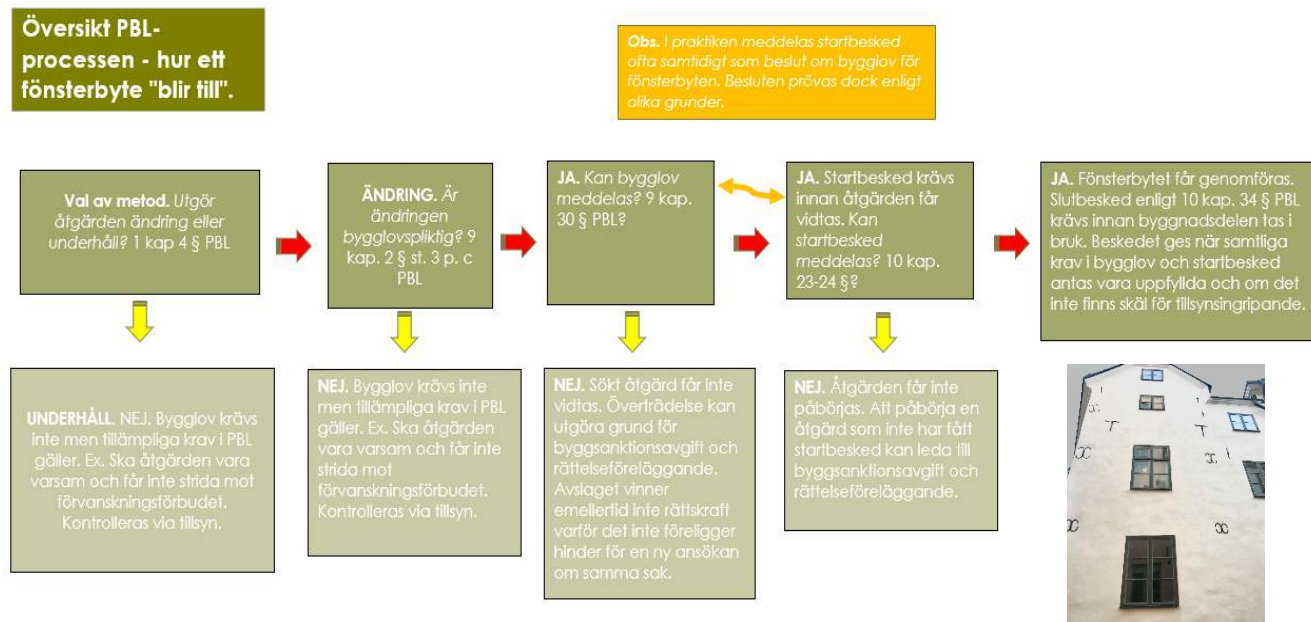 Översikt PBL-
processen - hur ett
fönsterbyte "blir till".
Obs. I praktiken meddelas startbesked
ofta samtidigt som beslut om bygglov för
fönsterbyten. Besluten prövas dock enligt
olika grunder.
Val av metod. Utgör
åtgärden ändring eller
underhåll? 1 kap 4 § PBL
ÄNDRING. Är
ändringen
bygglovspliktig? 9
kap. 2 § st. 3 p. c
PBL
JA. Kan bygglov
meddelas? 9 kap.
30 § PBL?
JA. Startbesked krävs
innan åtgärden får
vidtas. Kan
startbesked
meddelas? 10 kap.
23-24 §?
JA. Fönsterbytet får genomföras.
Slutbesked enligt 10 kap. 34 § PBL
krävs innan byggnadsdelen tas i
bruk. Beskedet ges när samtliga
krav i bygglov och startbesked
antas vara uppfyllda och om det
inte finns skäl för tillsynsingripande.
UNDERHÅLL. NEJ. Bygglov krävs
inte men tillämpliga krav i PBL
gäller. Ex. Ska åtgärden vara
varsam och får inte strida mot
förvanskningsförbudet.
Kontrolleras via tillsyn.
NEJ. Bygglov krävs inte
men tillämpliga krav i PBL
gäller. Ex. Ska åtgärden
vara varsam och får inte
strida mot
förvanskningsförbudet.
Kontrolleras via tillsyn.
NEJ. Sökt åtgärd får inte
vidtas. Överträdelse kan
utgöra grund för
byggsanktionsavgift och
rättelseföreläggande.
Avslaget vinner
emellertid inte rättskraft
varför det inte föreligger
hinder för en ny ansökan
om samma sak.
NEJ. Åtgärden får inte
påbörjas. Att påbörja en
åtgärd som inte har fått
startbesked kan leda till
byggsanktionsavgift och
rättelseföreläggande.